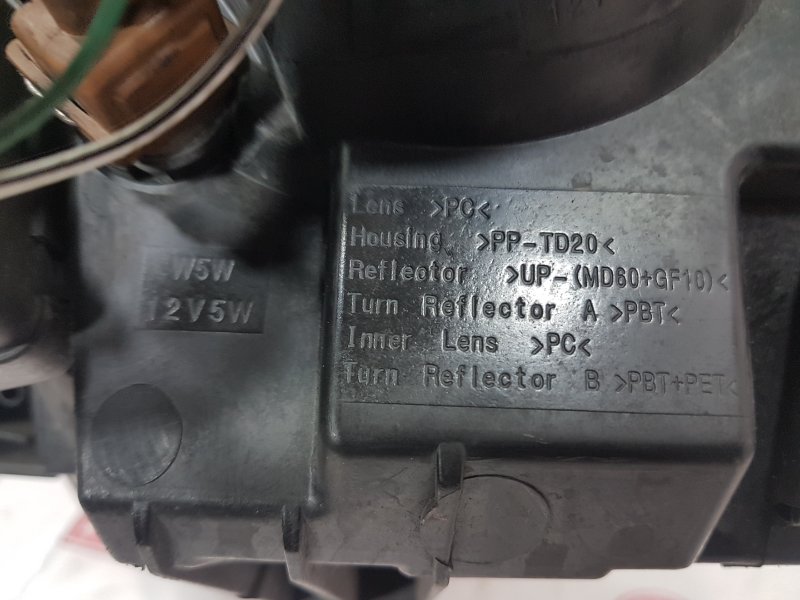 W5W
12V5W
Lens >PC<
Housing >PP-TD20<
Reflector >UP-(MD60+GF10)<
Turn Reflector A >PBT<
Inner Lens >PC<
Turn Reflector B >PBT+PET<